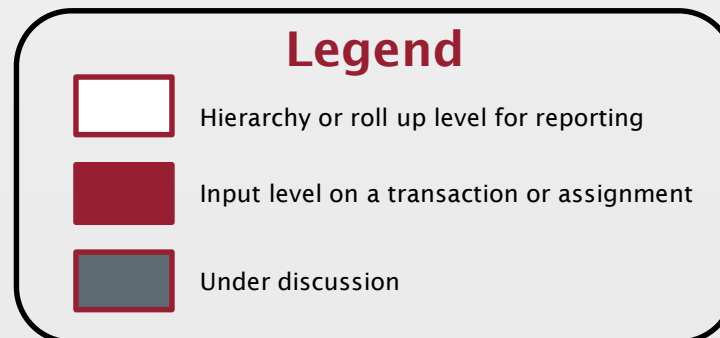 Legend
Hierarchy or roll up level for reporting
Input level on a transaction or assignment
Under discussion